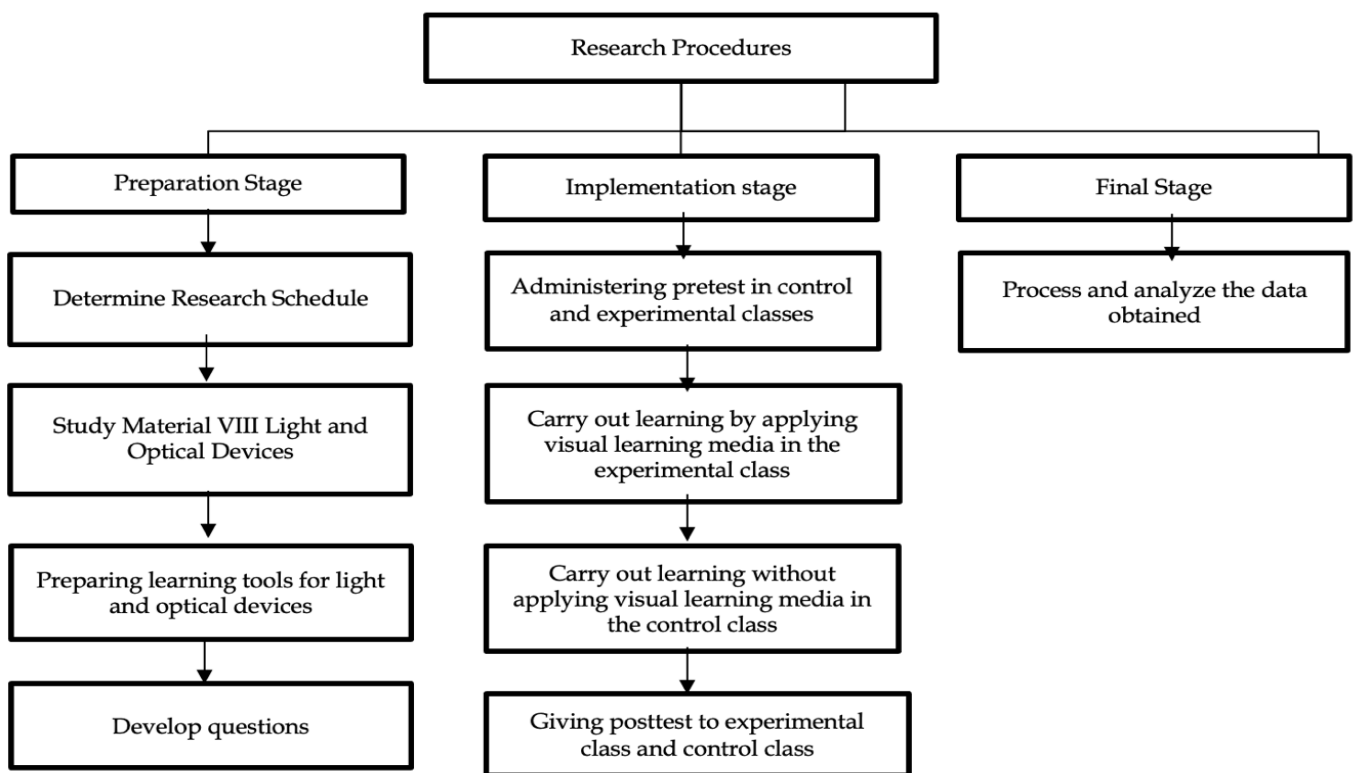 Research Procedures
Preparation Stage
Determine Research Schedule
Study Material VIII Light and
Optical Devices
Preparing learning tools for light
and optical devices
Develop questions
Implementation stage
Administering pretest in control
and experimental classes
Carry out learning by applying
visual learning media in the
experimental class
Carry out learning without
applying visual learning media in
the control class
Giving posttest to experimental
class and control class
Final Stage
Process and analyze the data
obtained